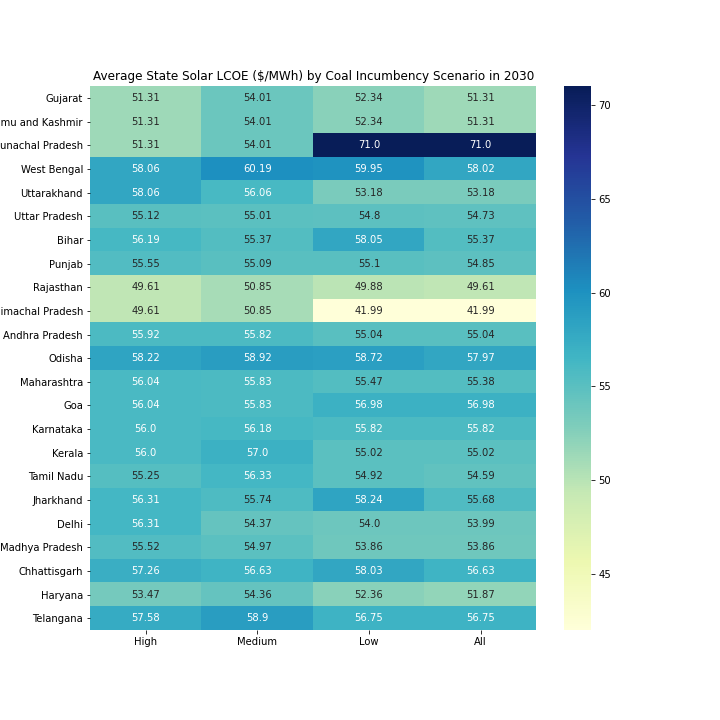 Average State Solar LCOE ($/MWh) by Coal Incumbency Scenario in 2030
Gujarat 51.31 54.01 52.34 51.31
mu and Kashmir 51.31 54.01 52.34 51.31
unachal Pradesh 51.31 54.01 71.0 71.0
West Bengal 58.06 60.19 59.95 58.02
Uttarakhand 58.06 56.06 53.18 53.18
Uttar Pradesh 55.12 55.01 54.8 54.73
Bihar 56.19 55.37 58.05 55.37
Punjab 55.55 55.09 55.1 54.85
Rajasthan 49.61 50.85 49.88 49.61
imachal Pradesh 49.61 50.85 41.99 41.99
Andhra Pradesh 55.92 55.82 55.04 55.04
Odisha 58.22 58.92 58.72 57.97
Maharashtra 56.04 55.83 55.47 55.38
Goa 56.04 55.83 56.98 56.98
Karnataka 56.0 56.18 55.82 55.82
Kerala 56.0 57.0 55.02 55.02
Tamil Nadu 55.25 56.33 54.92 54.59
Jharkhand 56.31 55.74 58.24 55.68
Delhi 56.31 54.37 54.0 53.99
Madhya Pradesh 55.52 54.97 53.86 53.86
Chhattisgarh 57.26 56.63 58.03 56.63
Haryana 53.47 54.36 52.36 51.87
Telangana 57.58 58.9 56.75 56.75
High Medium Low All
70
65
60
55
50
45